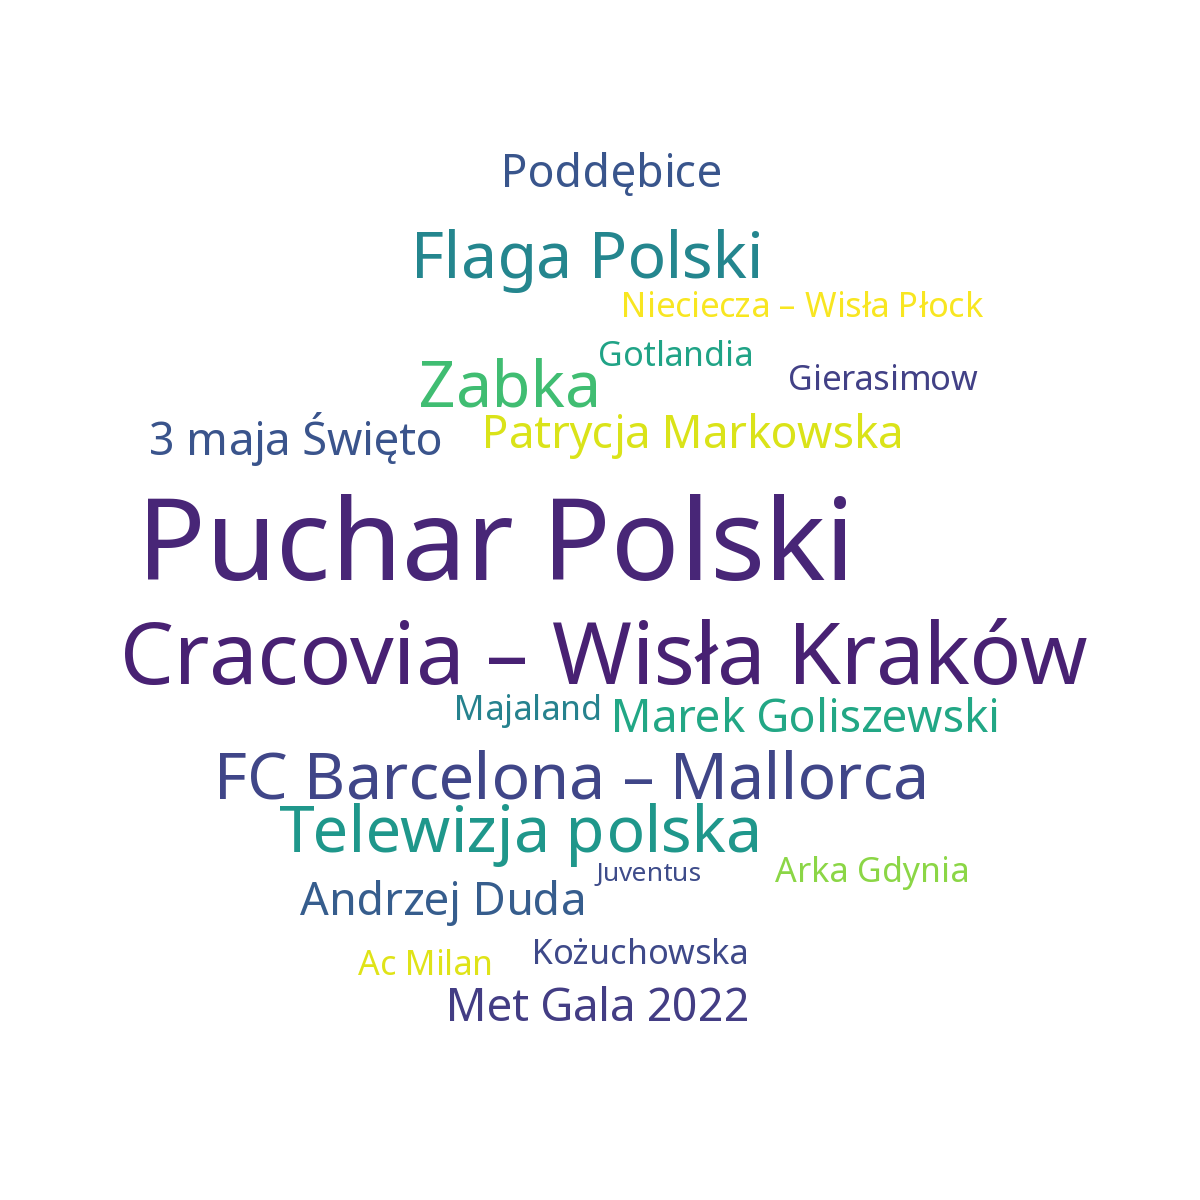 Poddębice
Flaga Polski
Nieciecza – Wisła Płock
Gotlandia
Zabka
Gierasimow
3 maja Święto
Patrycja Markowska
Puchar Polski
Cracovia – Wisła Kraków
Majaland
Marek Goliszewski
FC Barcelona – Mallorca
Telewizja polska
Juventus
Arka Gdynia
Andrzej Duda
Kożuchowska
Ac Milan
Met Gala 2022